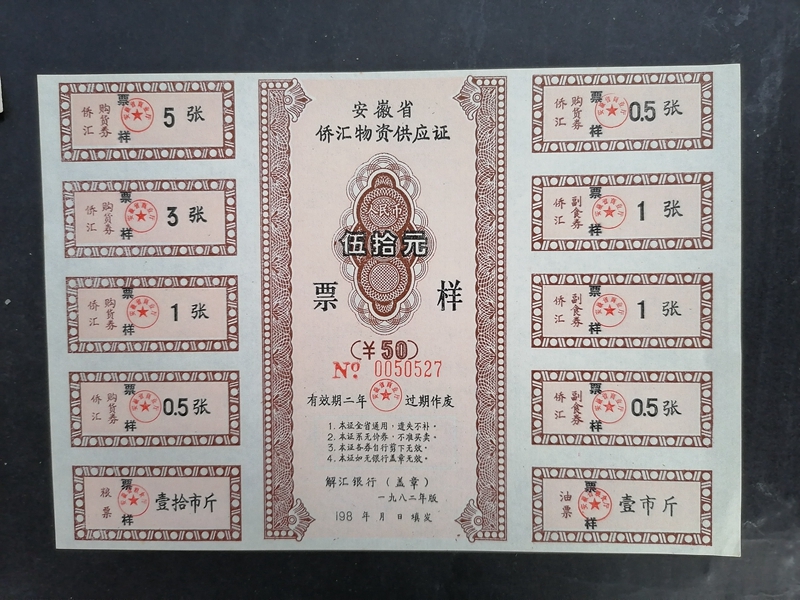 安徽省
侨汇物资供应证
人民币
伍拾元
票样
(￥50)
No. 0050527
有效期二年 过期作废
1. 本证全省通用，遗失不补。
2. 本证系无价券，不准买卖。
3. 本证各券自行剪下无效。
4. 本证如无银行盖章无效。
解汇银行（盖章）
一九八二年版
198 年 月 日填发
侨汇 购货券 票样 5张
侨汇 购货券 票样 3张
侨汇 购货券 票样 1张
侨汇 购货券 票样 0.5张
粮票 票样 壹拾市斤
侨汇 购货券 票样 0.5张
侨汇 副食券 票样 1张
侨汇 副食券 票样 1张
侨汇 副食券 票样 0.5张
油票 票样 壹市斤